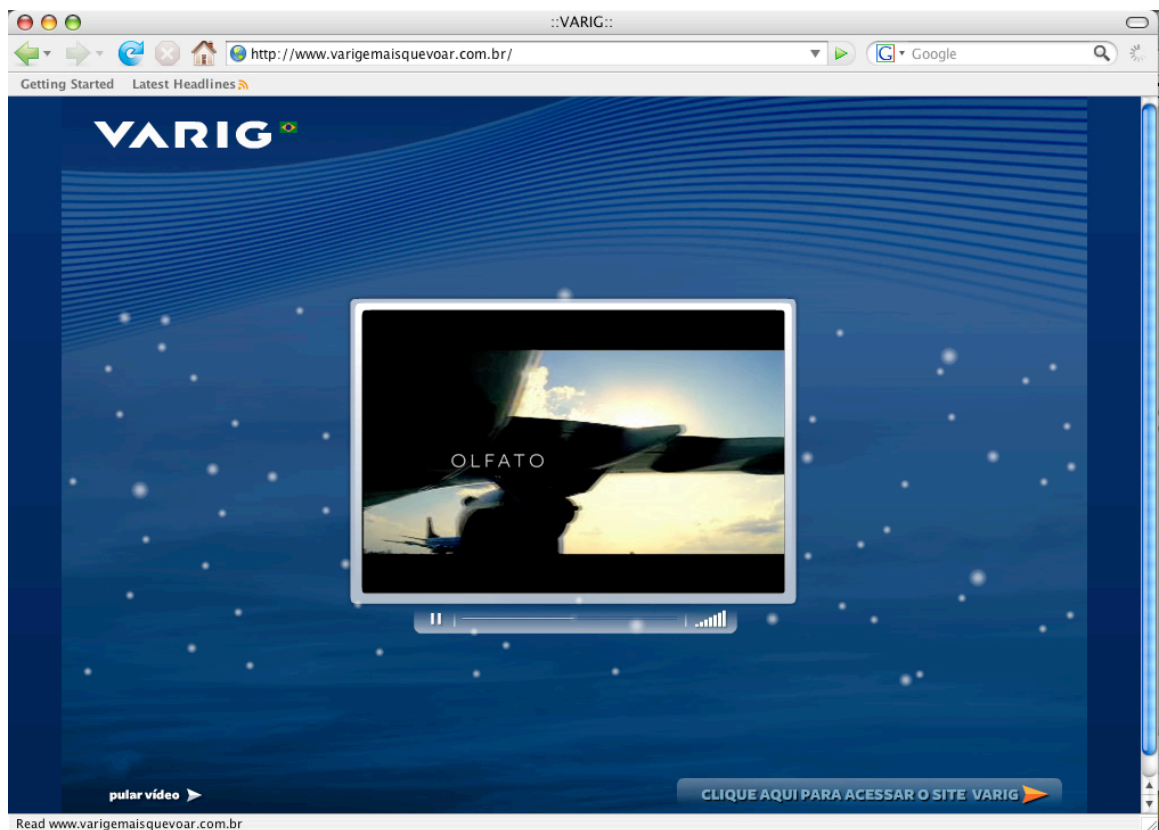 ::VARIG::
http://www.varigemaisquevoar.com.br/
G Google
Getting Started Latest Headlines
VARIG
OLFATO
pular vídeo
CLIQUE AQUI PARA ACESSAR O SITE VARIG
Read www.varigemaisquevoar.com.br